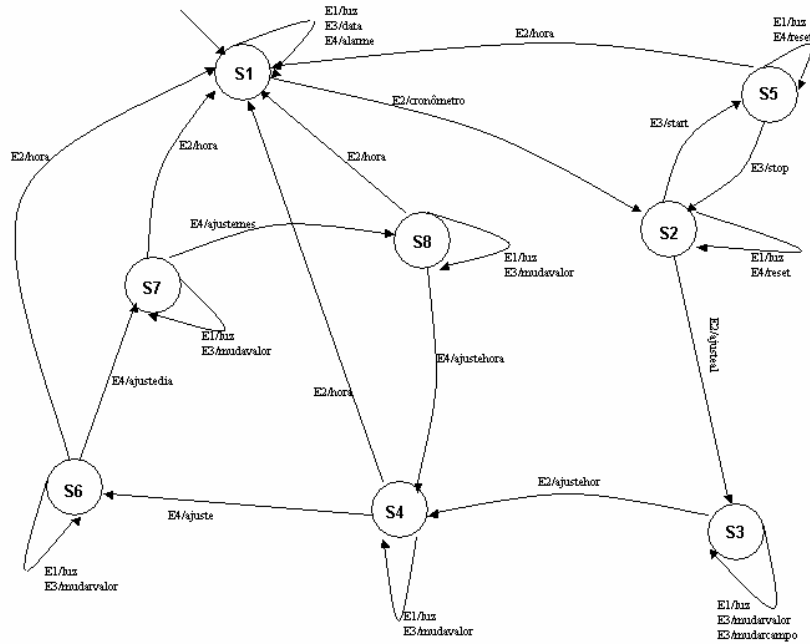 E1/luz
E3/data
E4/alarme
S1
E2/hora
E1/luz
E4/reset
S5
E2/cronômetro
E3/start
E3/stop
E2/hora
E2/hora
E2/hora
E4/ajustemes
S8
S2
E1/luz
E3/mudavalor
E1/luz
E4/reset
S7
E1/luz
E3/mudavalor
E4/ajustehora
E2/ajusteal
E4/ajustedia
E2/hora
S6
E4/ajuste
S4
E2/ajustehor
S3
E1/luz
E3/mudarvalor
E1/luz
E3/mudavalor
E1/luz
E3/mudarvalor
E3/mudarcampo